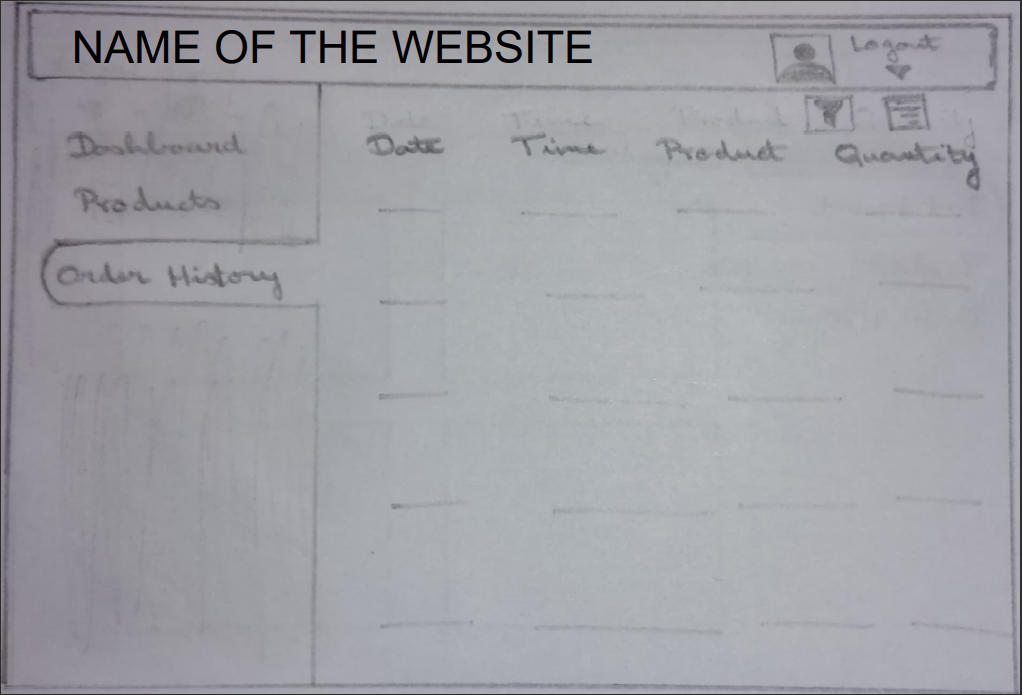 NAME OF THE WEBSITE
Logout
Dashboard
Products
Order History
Date Time Product Quantity